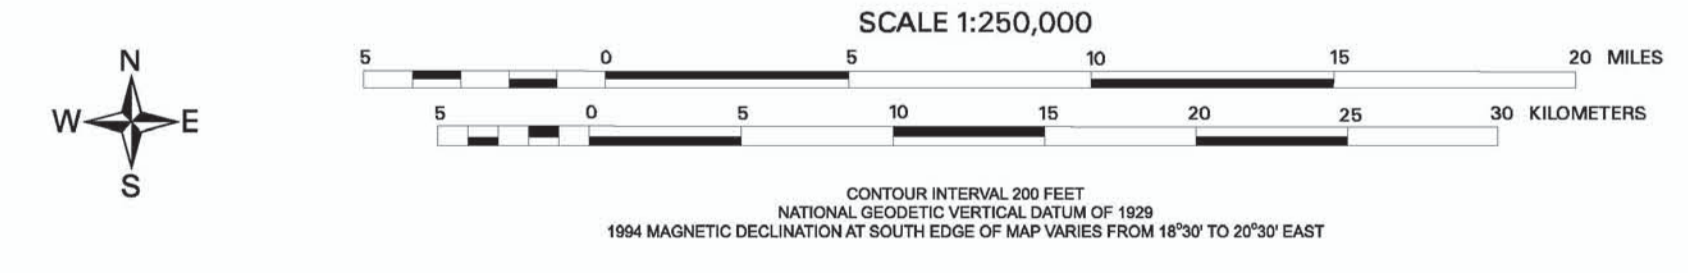 SCALE 1:250,000
5 0 5 10 15 20 MILES
5 0 5 10 15 20 25 30 KILOMETERS
N
W E
S
CONTOUR INTERVAL 200 FEET
NATIONAL GEODETIC VERTICAL DATUM OF 1929
1994 MAGNETIC DECLINATION AT SOUTH EDGE OF MAP VARIES FROM 18°30' TO 20°30' EAST